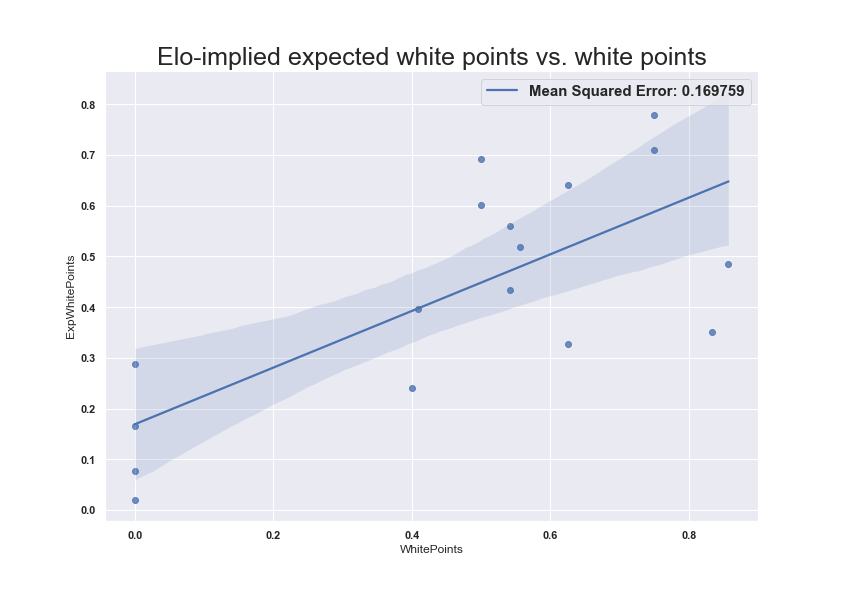 Elo-implied expected white points vs. white points
Mean Squared Error: 0.169759
0.8
0.7
0.6
0.5
0.4
0.3
0.2
0.1
0.0
ExpWhitePoints
0.0 0.2 0.4 0.6 0.8
WhitePoints